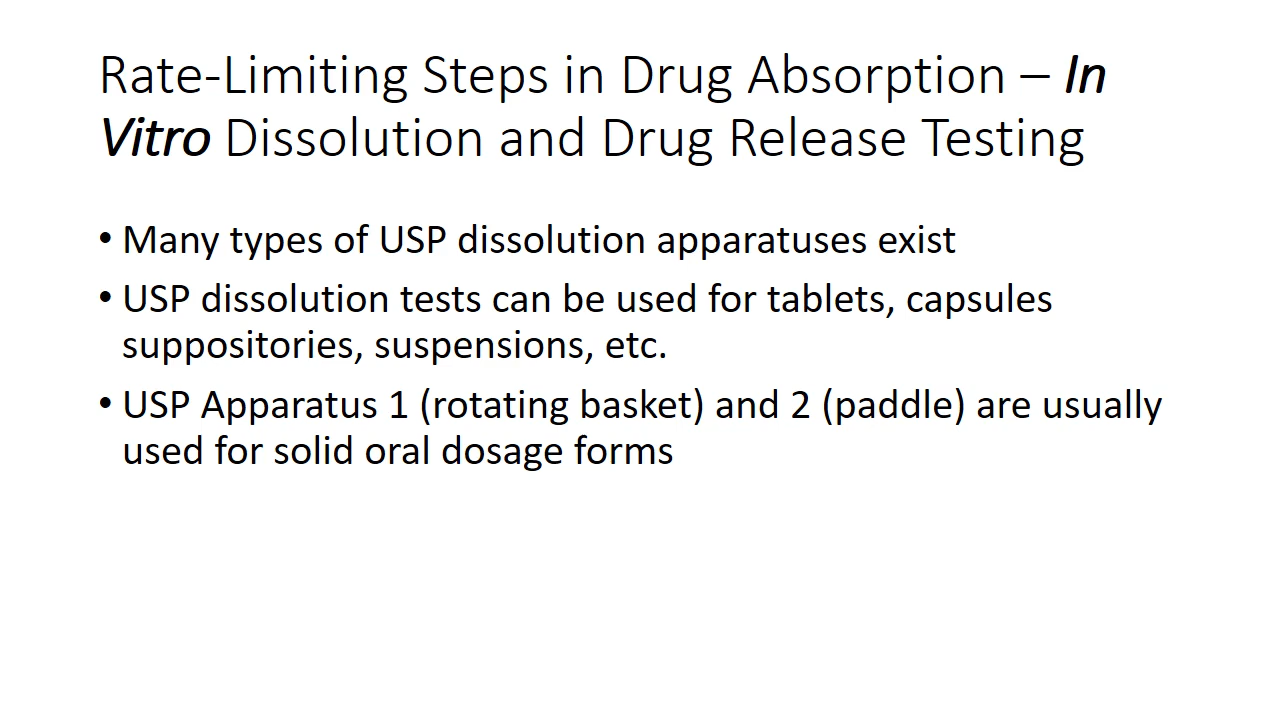 Rate-Limiting Steps in Drug Absorption – In
Vitro Dissolution and Drug Release Testing
• Many types of USP dissolution apparatuses exist
• USP dissolution tests can be used for tablets, capsules
suppositories, suspensions, etc.
• USP Apparatus 1 (rotating basket) and 2 (paddle) are usually
used for solid oral dosage forms